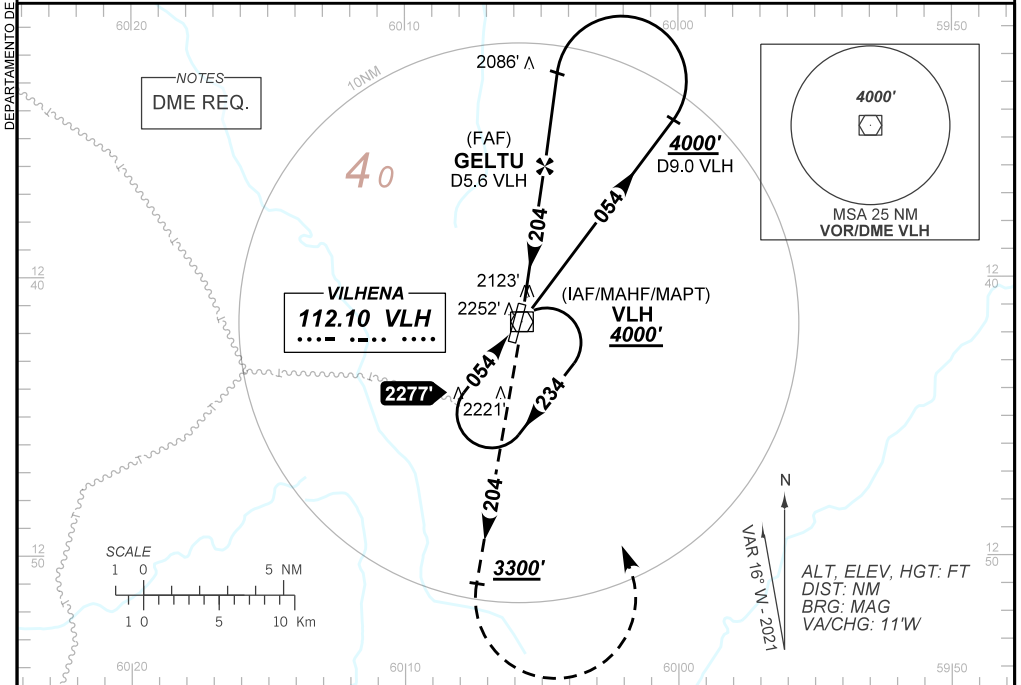 DEPARTAMENTO DE
60 20
60 10
60 00
59 50
NOTES
DME REQ.
10NM
2086'
4000'
MSA 25 NM
VOR/DME VLH
(FAF)
GELTU
D5.6 VLH
4000'
D9.0 VLH
4 0
054
204
12
40
12
40
2123'
2252'
(IAF/MAHF/MAPT)
VLH
4000'
VILHENA
112.10 VLH
054
234
2277'
2221'
204
3300'
N
VAR 16° W - 2021
12
50
12
50
SCALE
1 0 5 NM
1 0 5 10 Km
ALT, ELEV, HGT: FT
DIST: NM
BRG: MAG
VA/CHG: 11'W
60 20
60 10
60 00
59 50